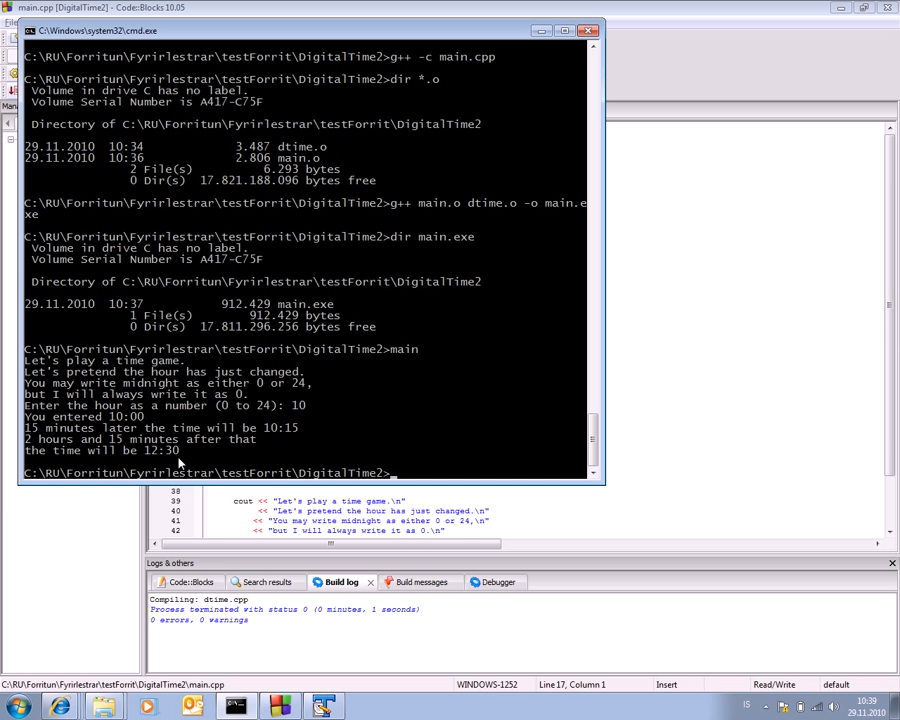 main.cpp [DigitalTime2] - Code::Blocks 10.05
C:\Windows\system32\cmd.exe
C:\RU\Forritun\Fyrirlestrar\testForrit\DigitalTime2>g++ -c main.cpp
C:\RU\Forritun\Fyrirlestrar\testForrit\DigitalTime2>dir *.o
Volume in drive C has no label.
Volume Serial Number is A417-C75F
Directory of C:\RU\Forritun\Fyrirlestrar\testForrit\DigitalTime2
29.11.2010 10:34 3.487 dtime.o
29.11.2010 10:36 2.806 main.o
2 File(s) 6.293 bytes
0 Dir(s) 17.821.188.096 bytes free
C:\RU\Forritun\Fyrirlestrar\testForrit\DigitalTime2>g++ main.o dtime.o -o main.e
xe
C:\RU\Forritun\Fyrirlestrar\testForrit\DigitalTime2>dir main.exe
Volume in drive C has no label.
Volume Serial Number is A417-C75F
Directory of C:\RU\Forritun\Fyrirlestrar\testForrit\DigitalTime2
29.11.2010 10:37 912.429 main.exe
1 File(s) 912.429 bytes
0 Dir(s) 17.811.296.256 bytes free
C:\RU\Forritun\Fyrirlestrar\testForrit\DigitalTime2>main
Let's play a time game.
Let's pretend the hour has just changed.
You may write midnight as either 0 or 24,
but I will always write it as 0.
Enter the hour as a number (0 to 24): 10
You entered 10:00
15 minutes later the time will be 10:15
2 hours and 15 minutes after that
the time will be 12:30
C:\RU\Forritun\Fyrirlestrar\testForrit\DigitalTime2>_
38
39 cout << "Let's play a time game.\n"
40 << "Let's pretend the hour has just changed.\n"
41 << "You may write midnight as either 0 or 24,\n"
42 << "but I will always write it as 0.\n"
Logs & others
Code::Blocks Search results Build log Build messages Debugger
Compiling: dtime.cpp
Process terminated with status 0 (0 minutes, 1 seconds)
0 errors, 0 warnings
C:\RU\Forritun\Fyrirlestrar\testForrit\DigitalTime2\main.cpp WINDOWS-1252 Line 17, Column 1 Insert Read/Write default
IS 10:39
29.11.2010